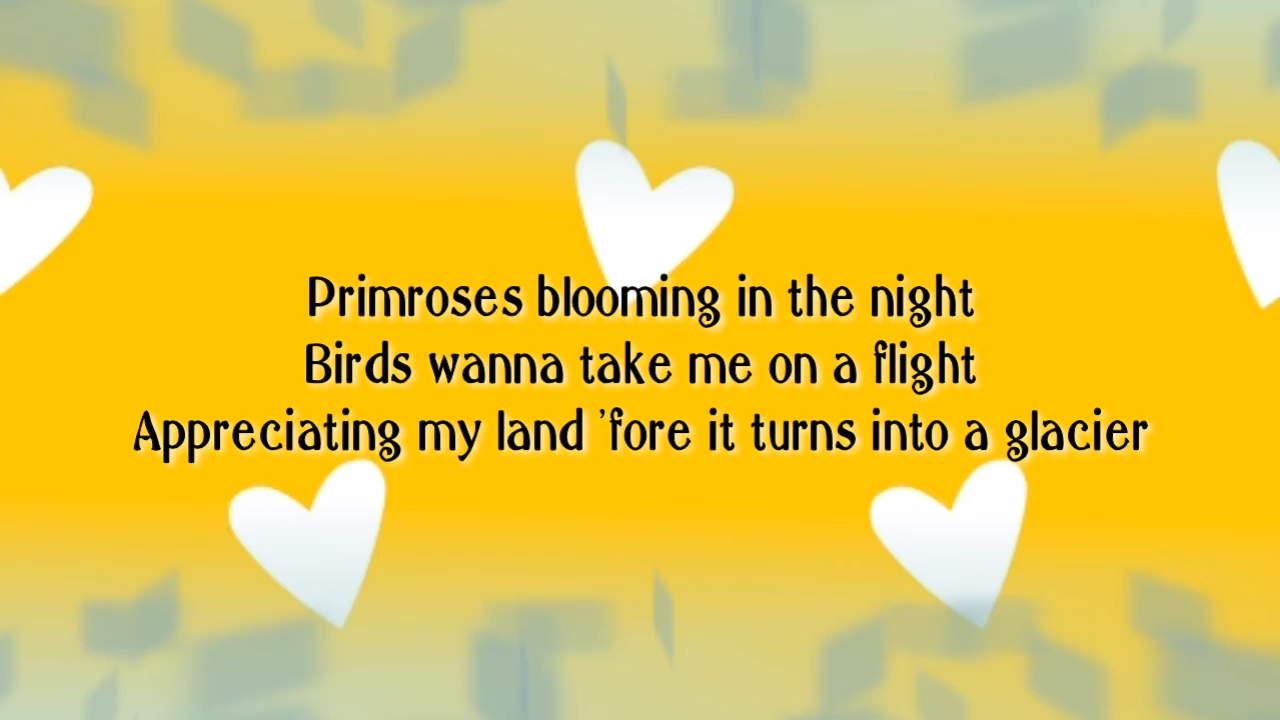 Primroses blooming in the night
Birds wanna take me on a flight
Appreciating my land 'fore it turns into a glacier